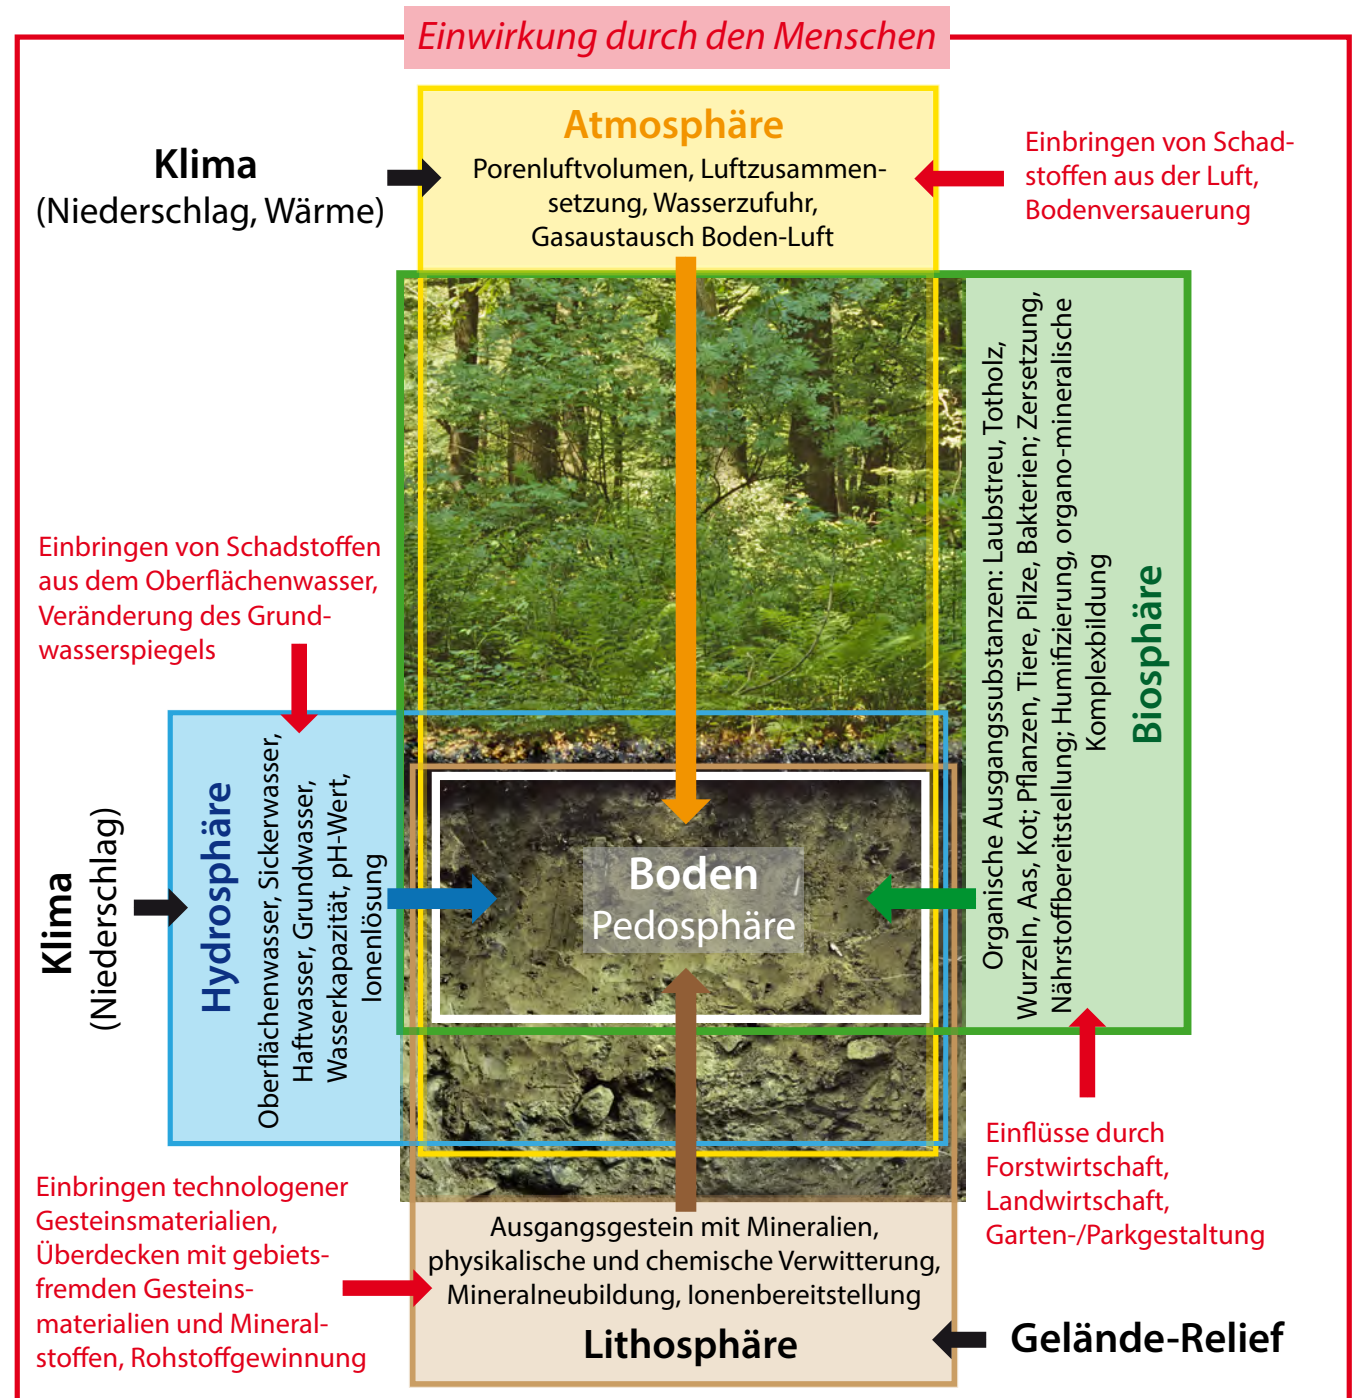 Einwirkung durch den Menschen
Atmosphäre
Porenluftvolumen, Luftzusammen-
setzung, Wasserzufuhr,
Gasaustausch Boden-Luft
Klima
(Niederschlag, Wärme)
Einbringen von Schad-
stoffen aus der Luft,
Bodenversauerung
Organische Ausgangssubstanzen: Laubstreu, Totholz,
Wurzeln, Aas, Kot; Pflanzen, Tiere, Pilze, Bakterien; Zersetzung,
Nährstoffbereitstellung; Humifizierung, organo-mineralische
Komplexbildung
Biosphäre
Einbringen von Schadstoffen
aus dem Oberflächenwasser,
Veränderung des Grund-
wasserspiegels
Klima
(Niederschlag)
Hydrosphäre
Oberflächenwasser, Sickerwasser,
Haftwasser, Grundwasser,
Wasserkapazität, pH-Wert,
Ionenlösung
Boden
Pedosphäre
Einflüsse durch
Forstwirtschaft,
Landwirtschaft,
Garten-/Parkgestaltung
Einbringen technologener
Gesteinsmaterialien,
Überdecken mit gebiets-
fremden Gesteins-
materialien und Mineral-
stoffen, Rohstoffgewinnung
Ausgangsgestein mit Mineralien,
physikalische und chemische Verwitterung,
Mineralneubildung, Ionenbereitstellung
Lithosphäre
Gelände-Relief